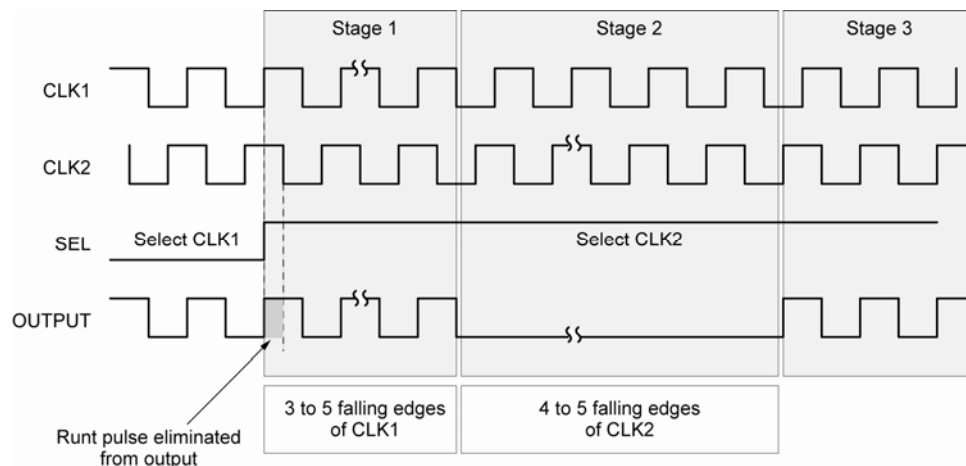 Stage 1
Stage 2
Stage 3
CLK1
CLK2
SEL
Select CLK1
Select CLK2
OUTPUT
3 to 5 falling edges
of CLK1
4 to 5 falling edges
of CLK2
Runt pulse eliminated
from output